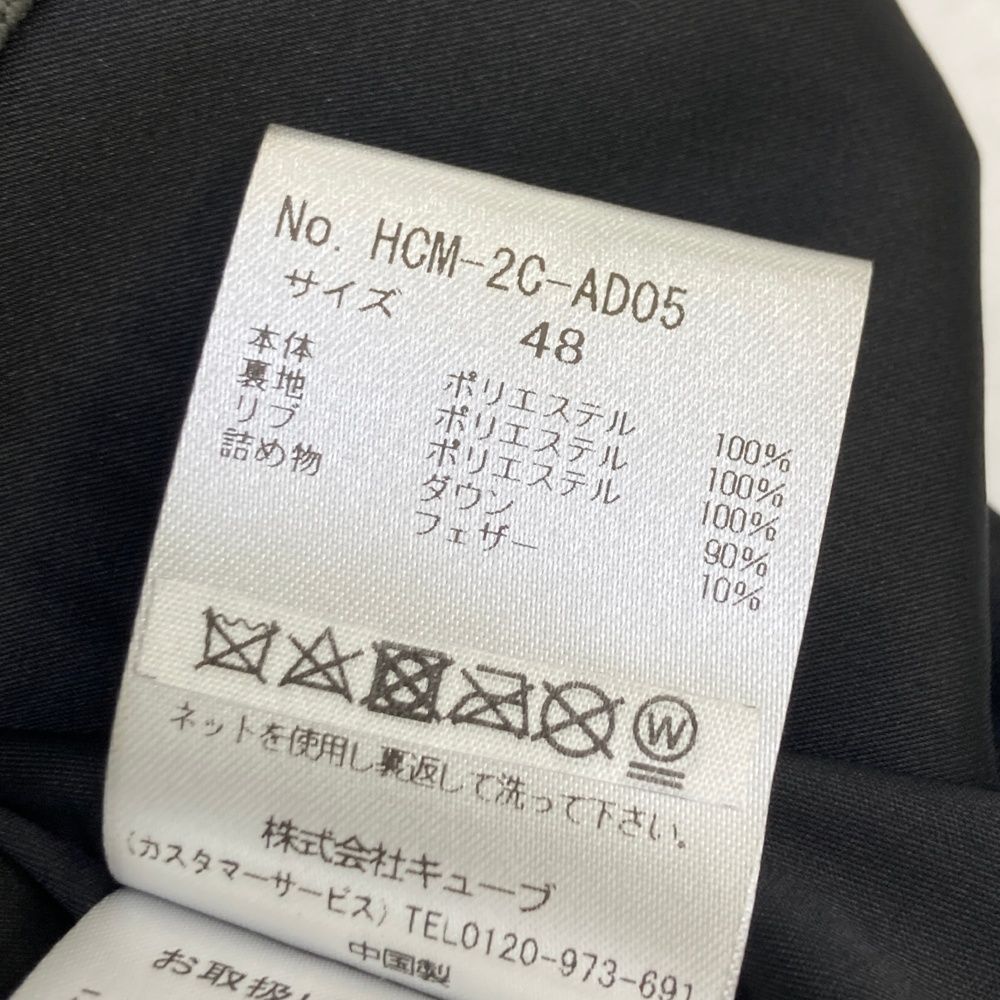 No. HCM-2C-AD05
サイズ 48
本体 ポリエステル 100%
裏地 ポリエステル 100%
リブ ポリエステル 100%
詰め物 ダウン 90%
フェザー 10%
W
ネットを使用し裏返して洗って下さい。
株式会社キューブ
(カスタマーサービス) TEL0120-973-691
中国製
お取扱い